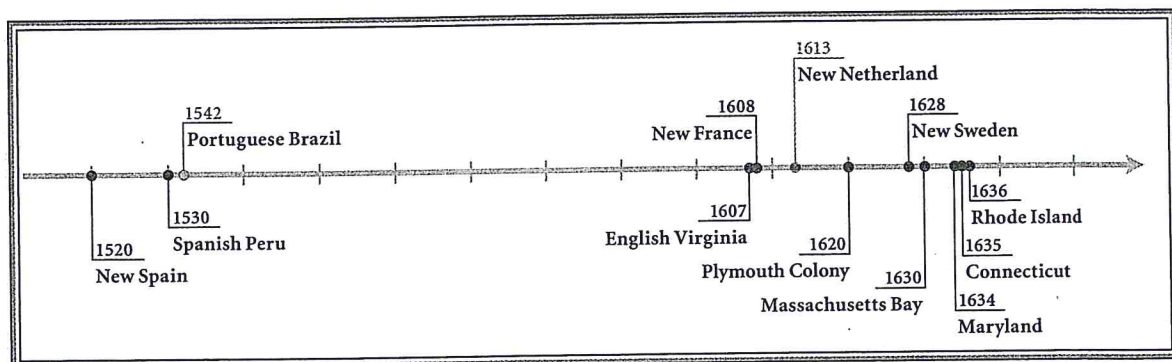 1520
New Spain
1530
Spanish Peru
1542
Portuguese Brazil
1607
English Virginia
1608
New France
1613
New Netherland
1620
Plymouth Colony
1628
New Sweden
1630
Massachusetts Bay
1634
Maryland
1635
Connecticut
1636
Rhode Island